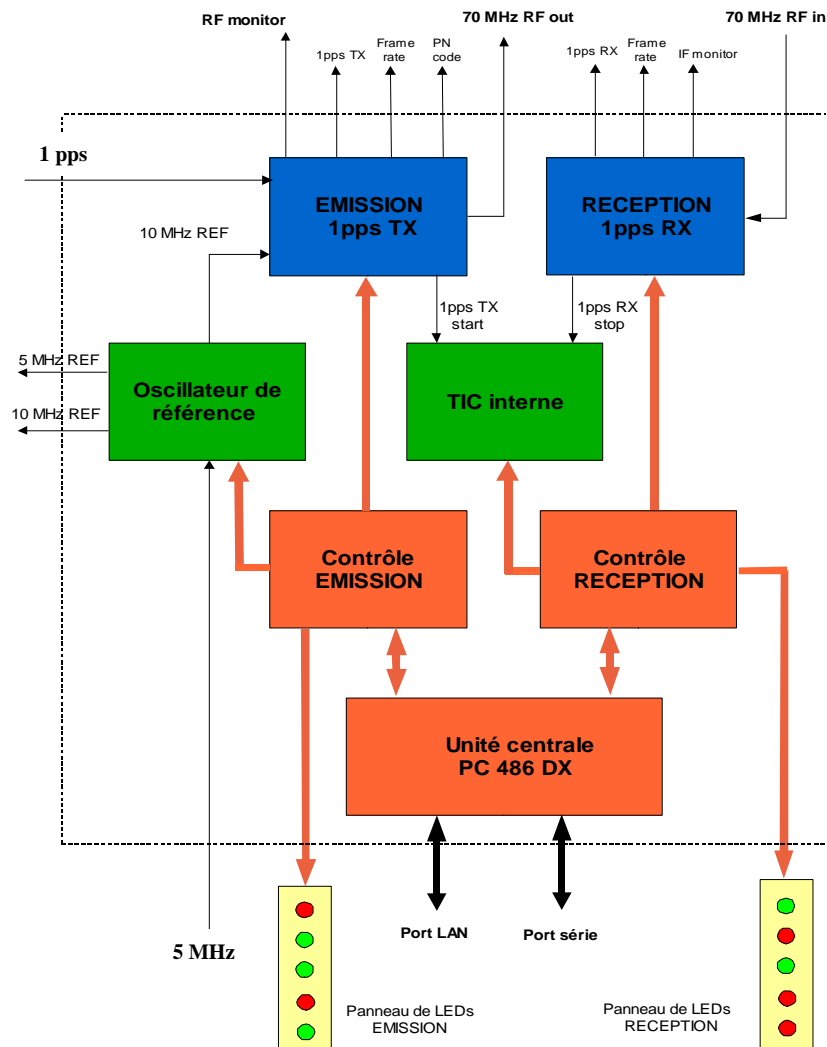 RF monitor
70 MHz RF out
70 MHz RF in
1pps TX
Frame
rate
PN
code
1pps RX
Frame
rate
IF monitor
1 pps
EMISSION
1pps TX
RECEPTION
1pps RX
10 MHz REF
1pps TX
start
1pps RX
stop
5 MHz REF
10 MHz REF
Oscillateur de
référence
TIC interne
Contrôle
EMISSION
Contrôle
RECEPTION
Unité centrale
PC 486 DX
Port LAN
Port série
5 MHz
Panneau de LEDs
EMISSION
Panneau de LEDs
RECEPTION